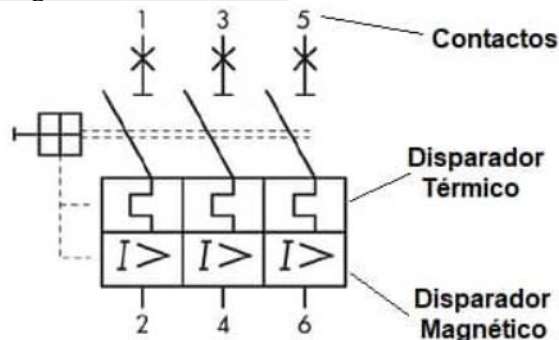 1 3 5
Contactos
Disparador
Térmico
I> I> I>
Disparador
Magnético
2 4 6